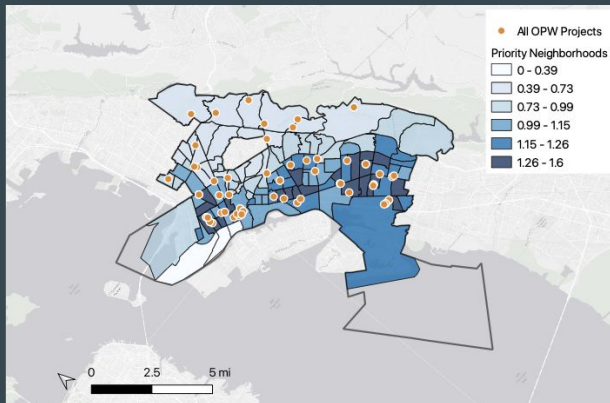 All OPW Projects
Priority Neighborhoods
0 - 0.39
0.39 - 0.73
0.73 - 0.99
0.99 - 1.15
1.15 - 1.26
1.26 - 1.6
0 2.5 5 mi